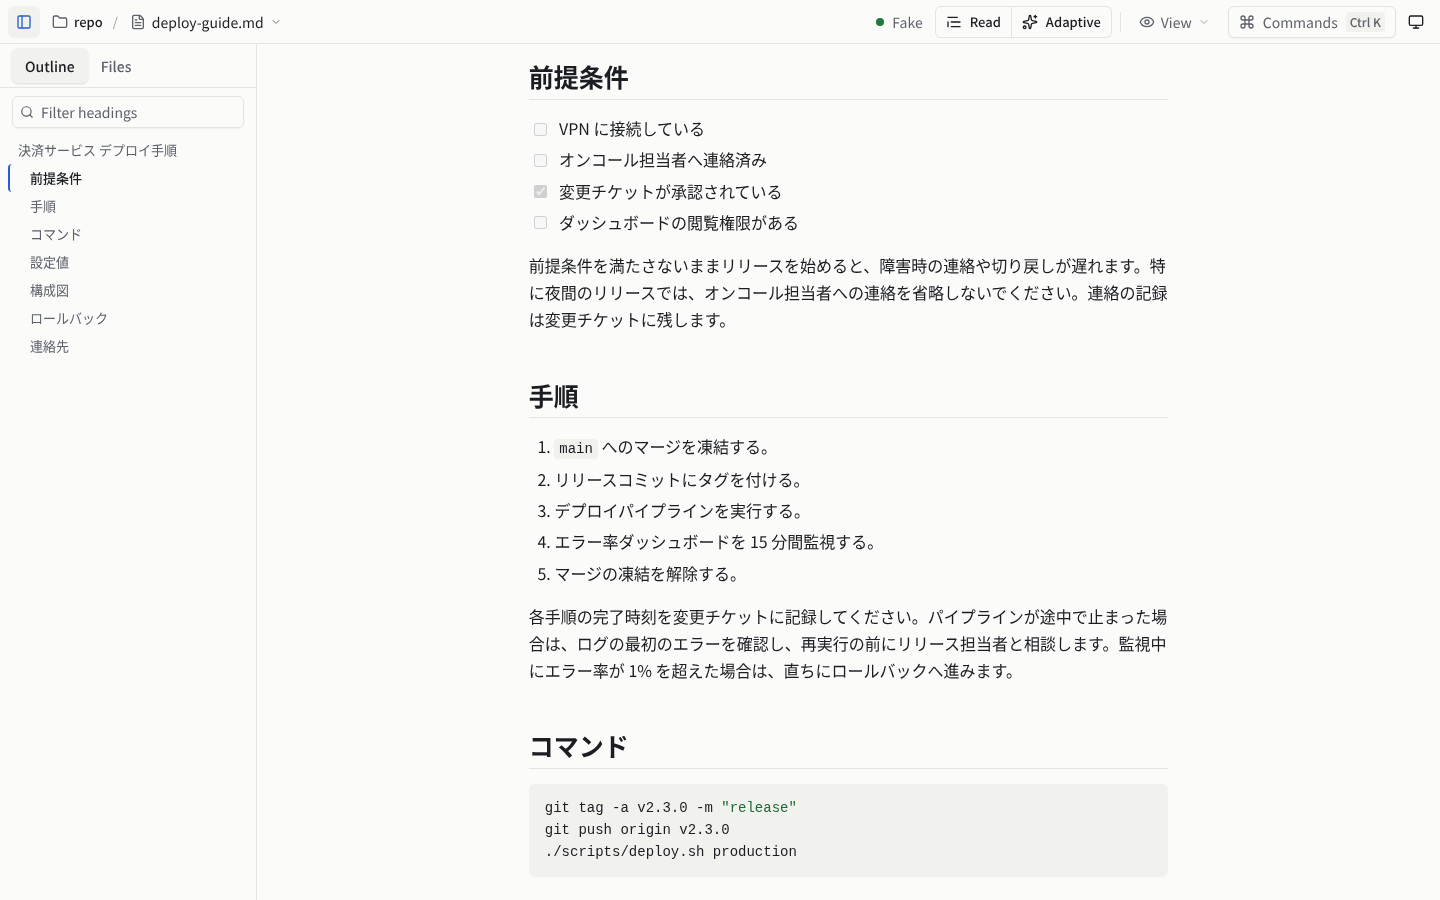 repo / deploy-guide.md
Fake
Read
Adaptive
View
Commands Ctrl K
Outline
Files
Filter headings
決済サービス デプロイ手順
前提条件
手順
コマンド
設定値
構成図
ロールバック
連絡先
前提条件
VPN に接続している
オンコール担当者へ連絡済み
変更チケットが承認されている
ダッシュボードの閲覧権限がある
前提条件を満たさないままリリースを始めると、障害時の連絡や切り戻しが遅れます。特
に夜間のリリースでは、オンコール担当者への連絡を省略しないでください。連絡の記録
は変更チケットに残します。
手順
1. main へのマージを凍結する。
2. リリースコミットにタグを付ける。
3. デプロイパイプラインを実行する。
4. エラー率ダッシュボードを 15 分間監視する。
5. マージの凍結を解除する。
各手順の完了時刻を変更チケットに記録してください。パイプラインが途中で止まった場
合は、ログの最初のエラーを確認し、再実行の前にリリース担当者と相談します。監視中
にエラー率が 1% を超えた場合は、直ちにロールバックへ進みます。
コマンド
git tag -a v2.3.0 -m "release"
git push origin v2.3.0
./scripts/deploy.sh production